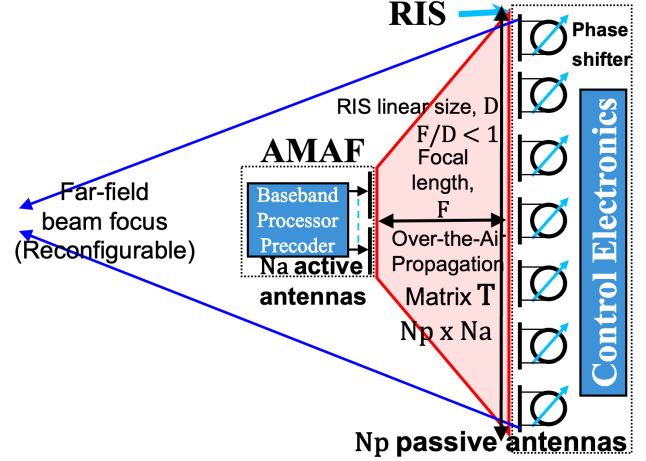 RIS
Phase
shifter
RIS linear size, D
F/D < 1
Focal
length,
F
AMAF
Baseband
Processor
Precoder
Na active
antennas
Far-field
beam focus
(Reconfigurable)
Over-the-Air
Propagation
Matrix T
Np x Na
Control Electronics
Np passive antennas